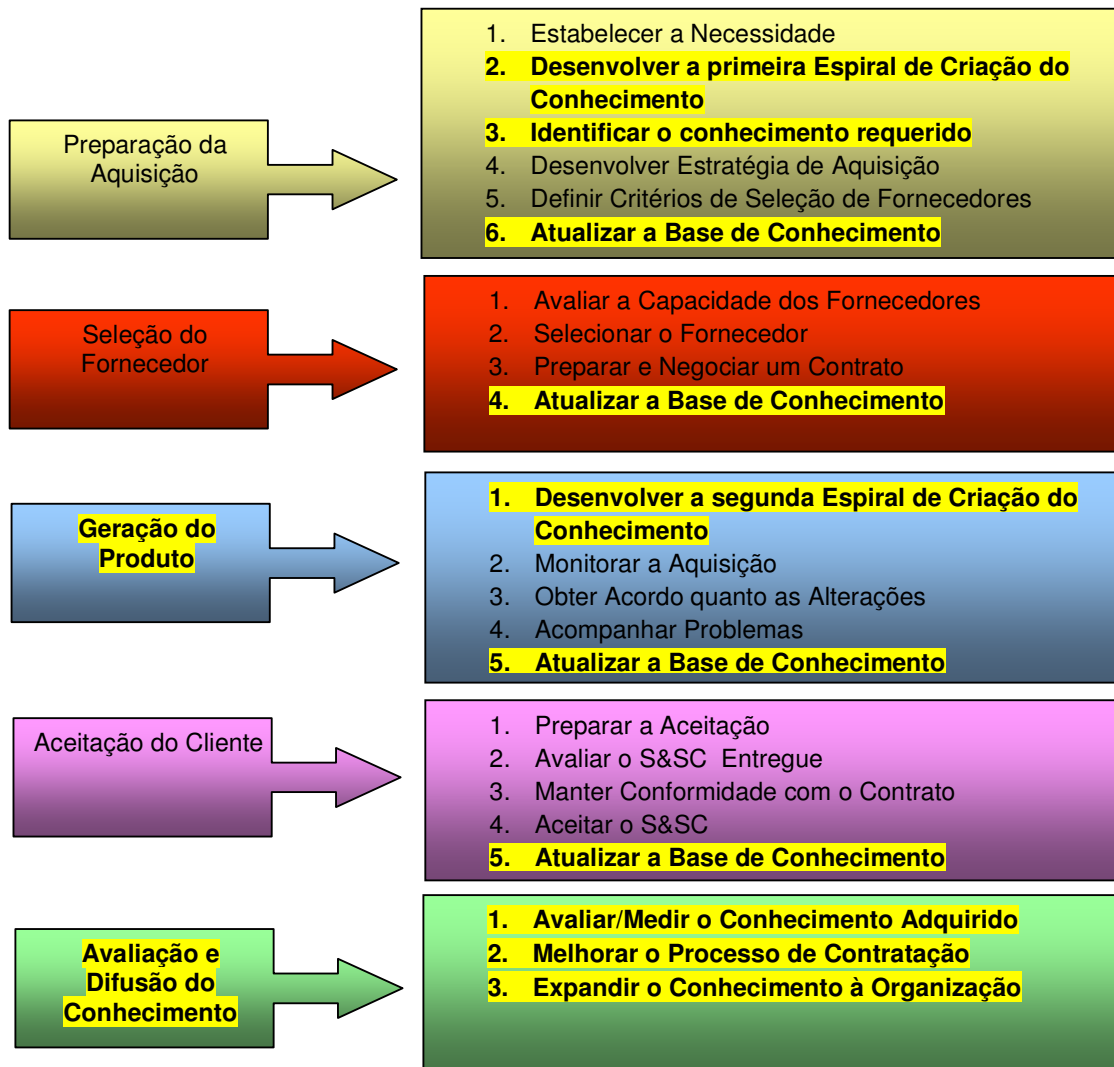 Preparação da
Aquisição
1. Estabelecer a Necessidade
2. Desenvolver a primeira Espiral de Criação do
Conhecimento
3. Identificar o conhecimento requerido
4. Desenvolver Estratégia de Aquisição
5. Definir Critérios de Seleção de Fornecedores
6. Atualizar a Base de Conhecimento
Seleção do
Fornecedor
1. Avaliar a Capacidade dos Fornecedores
2. Selecionar o Fornecedor
3. Preparar e Negociar um Contrato
4. Atualizar a Base de Conhecimento
Geração do
Produto
1. Desenvolver a segunda Espiral de Criação do
Conhecimento
2. Monitorar a Aquisição
3. Obter Acordo quanto as Alterações
4. Acompanhar Problemas
5. Atualizar a Base de Conhecimento
Aceitação do Cliente
1. Preparar a Aceitação
2. Avaliar o S&SC Entregue
3. Manter Conformidade com o Contrato
4. Aceitar o S&SC
5. Atualizar a Base de Conhecimento
Avaliação e
Difusão do
Conhecimento
1. Avaliar/Medir o Conhecimento Adquirido
2. Melhorar o Processo de Contratação
3. Expandir o Conhecimento à Organização